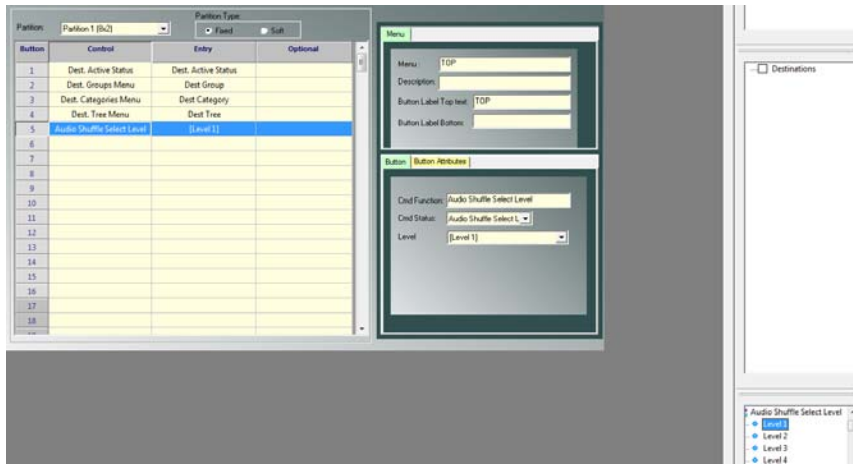 Partition Type:
Partition: Partition 1 (8x2) Fixed Soft
Button Control Entry Optional
1 Dest. Active Status Dest. Active Status
2 Dest. Groups Menu Dest Group
3 Dest. Categories Menu Dest Category
4 Dest. Tree Menu Dest Tree
5 Audio Shuffle Select Level [Level 1]
6
7
8
9
10
11
12
13
14
15
16
17
18
Menu
Menu : TOP
Description:
Button Label Top text: TOP
Button Label Bottom:
Button Button Attributes
Cmd Function: Audio Shuffle Select Level
Cmd Status: Audio Shuffle Select L
Level [Level 1]
Destinations
Audio Shuffle Select Level
Level 1
Level 2
Level 3
Level 4